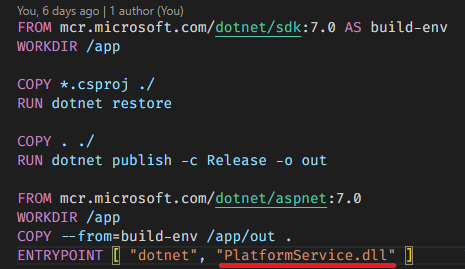 You, 6 days ago | 1 author (You)
FROM mcr.microsoft.com/dotnet/sdk:7.0 AS build-env
WORKDIR /app
COPY *.csproj ./
RUN dotnet restore
COPY . ./
RUN dotnet publish -c Release -o out
FROM mcr.microsoft.com/dotnet/aspnet:7.0
WORKDIR /app
COPY --from=build-env /app/out .
ENTRYPOINT [ "dotnet", "PlatformService.dll" ]